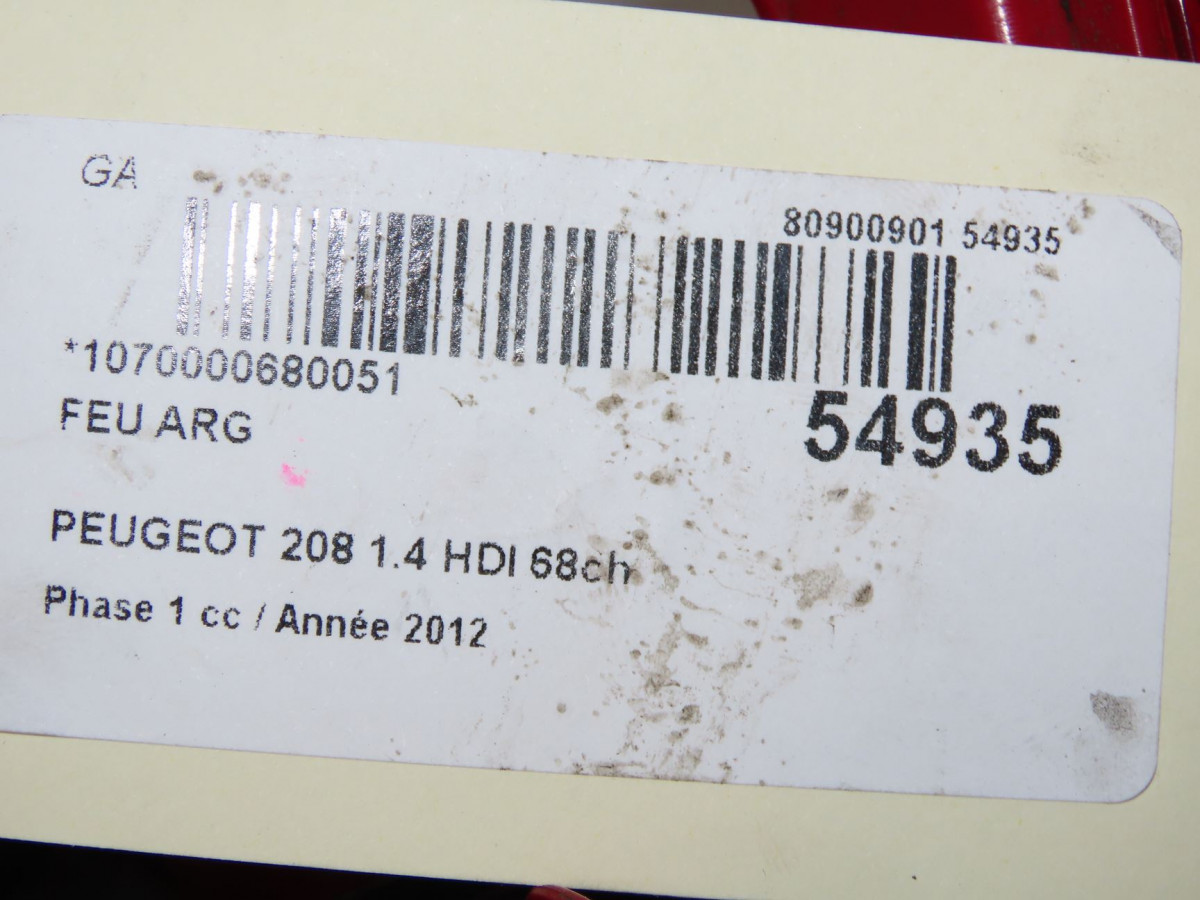 GA
80900901 54935
*1070000680051
54935
FEU ARG
PEUGEOT 208 1.4 HDI 68ch
Phase 1 cc / Année 2012